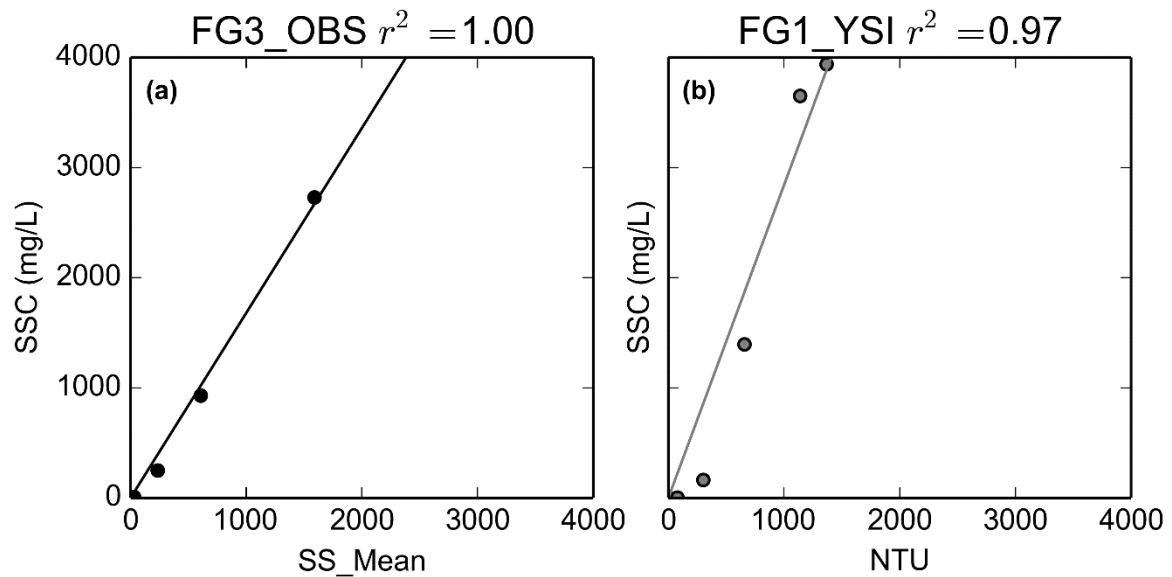 FG3_OBS r² =1.00
(a)
4000
3000
2000
1000
0
SSC (mg/L)
0 1000 2000 3000 4000
SS_Mean
FG1_YSI r² =0.97
(b)
SSC (mg/L)
0 1000 2000 3000 4000
NTU